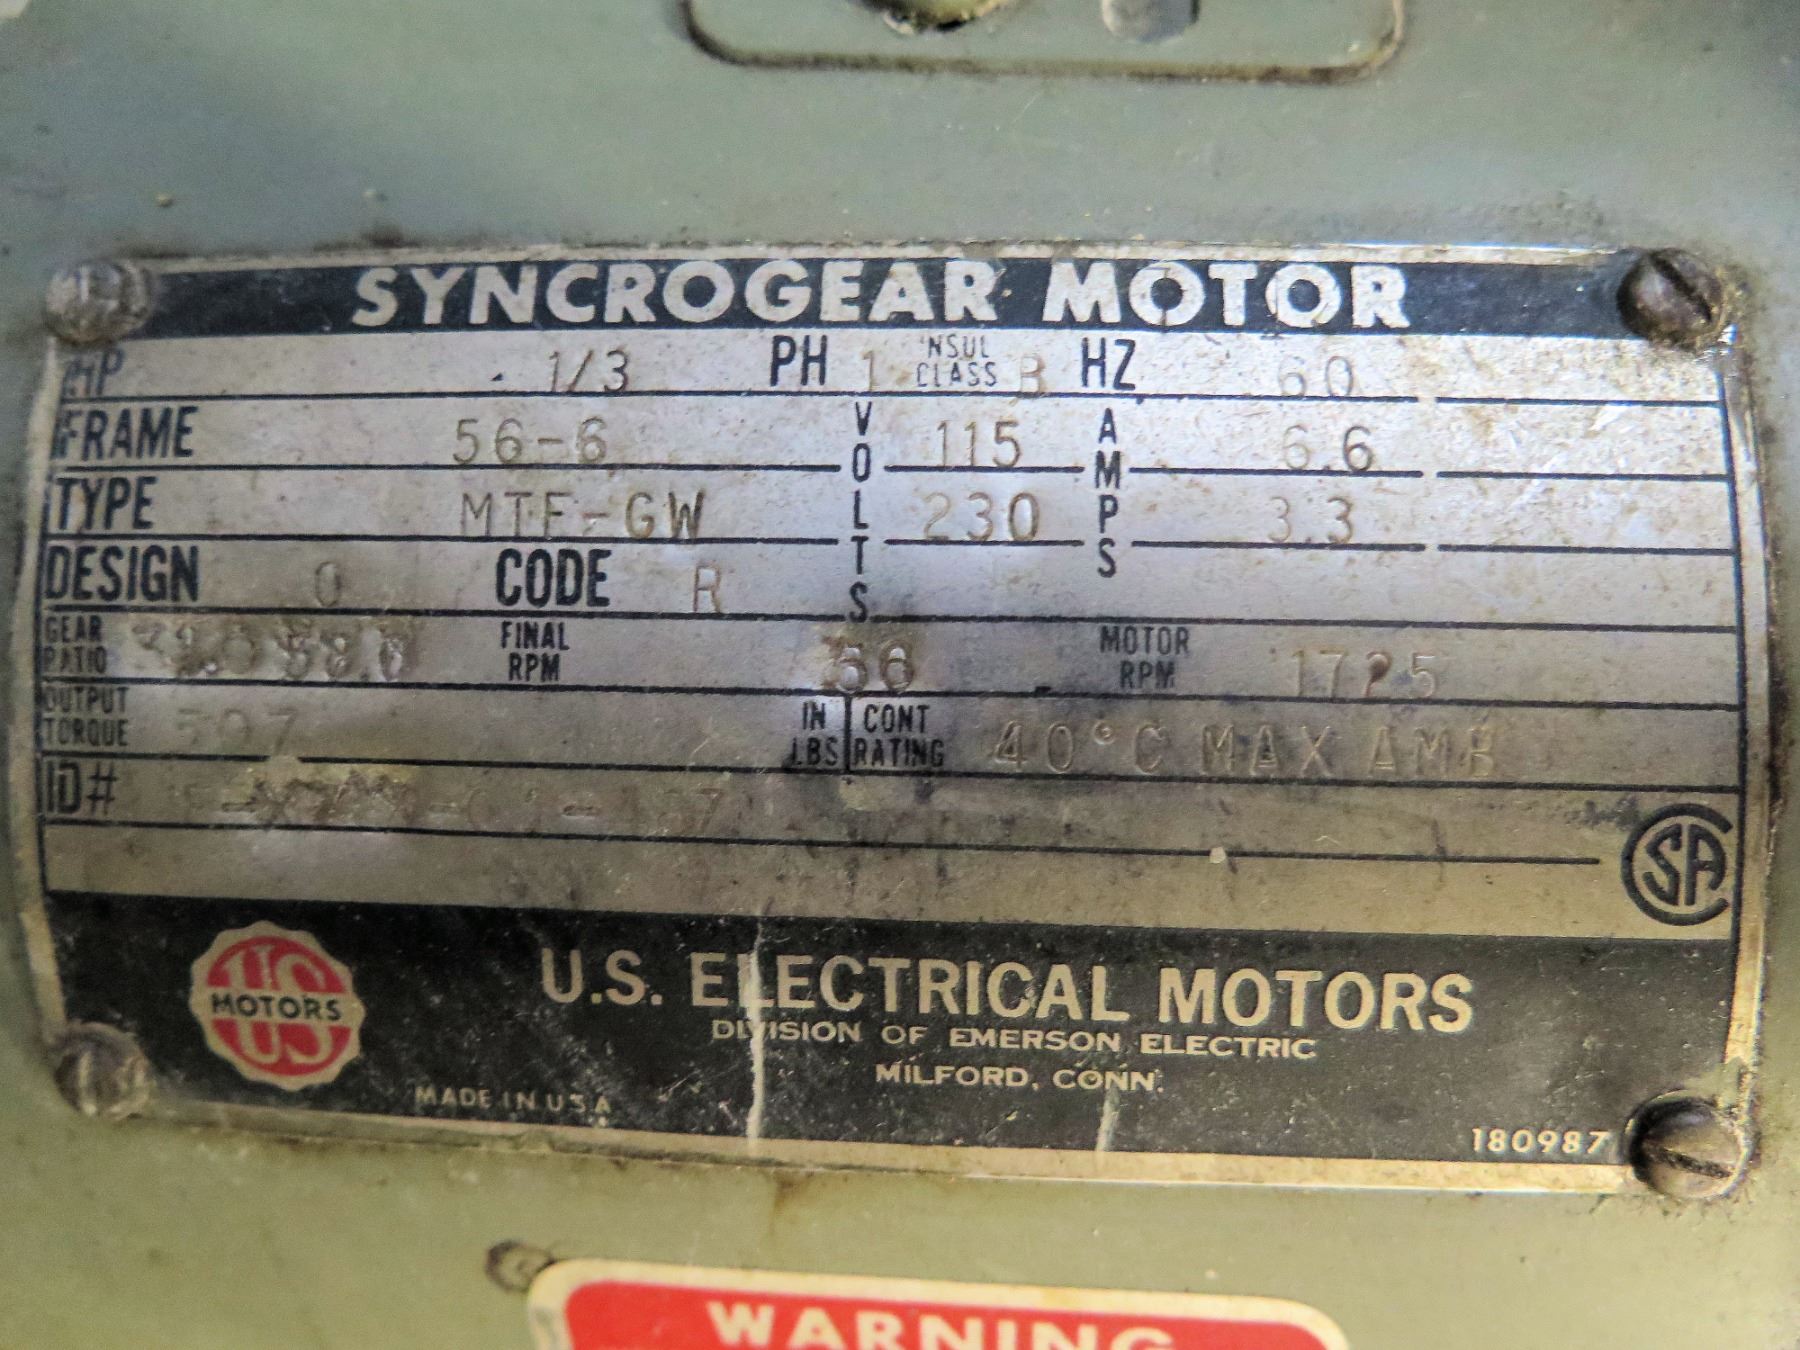 SYNCROGEAR MOTOR
HP 1/3 PH 1 INSUL CLASS B HZ 60
FRAME 56-6 VOLTS 115 AMPS 6.6
TYPE MTF-GW 230 3.3
DESIGN O CODE R
GEAR RATIO FINAL RPM 56 MOTOR RPM 1725
OUTPUT TORQUE IN LBS CONT RATING 40°C MAX AMB
ID#
SA
US MOTORS
U.S. ELECTRICAL MOTORS
DIVISION OF EMERSON ELECTRIC
MILFORD, CONN.
MADE IN U S A
180987
WARNING